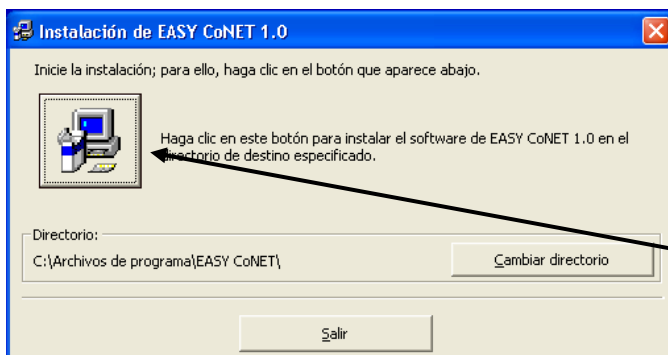 Instalación de EASY CoNET 1.0
Inicie la instalación; para ello, haga clic en el botón que aparece abajo.
Haga clic en este botón para instalar el software de EASY CoNET 1.0 en el
directorio de destino especificado.
Directorio:
C:\Archivos de programa\EASY CoNET\
Cambiar directorio
Salir